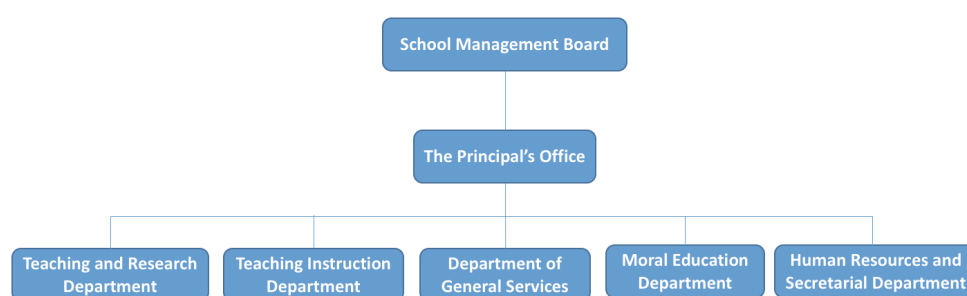 School Management Board
The Principal’s Office
Teaching and Research
Department
Teaching Instruction
Department
Department of
General Services
Moral Education
Department
Human Resources and
Secretarial Department